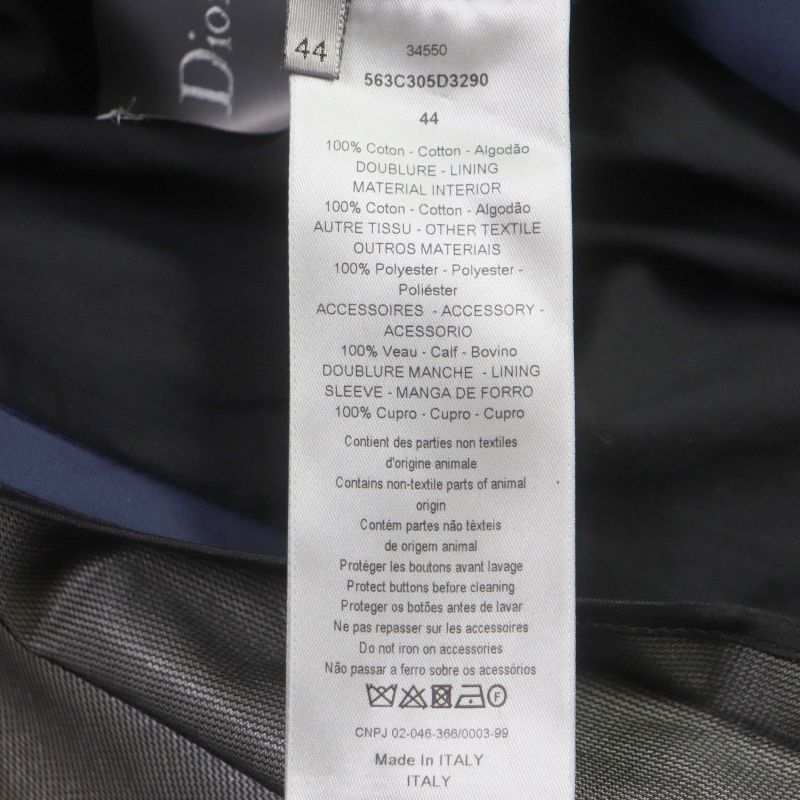 Dior
44
34550
563C305D3290
44
100% Coton - Cotton - Algodão
DOUBLURE - LINING
MATERIAL INTERIOR
100% Coton - Cotton - Algodão
AUTRE TISSU - OTHER TEXTILE
OUTROS MATERIAIS
100% Polyester - Polyester -
Poliéster
ACCESSOIRES - ACCESSORY -
ACESSORIO
100% Veau - Calf - Bovino
DOUBLURE MANCHE - LINING
SLEEVE - MANGA DE FORRO
100% Cupro - Cupro - Cupro
Contient des parties non textiles
d'origine animale
Contains non-textile parts of animal
origin
Contém partes não têxteis
de origem animal
Protéger les boutons avant lavage
Protect buttons before cleaning
Proteger os botões antes de lavar
Ne pas repasser sur les accessoires
Do not iron on accessories
Não passar a ferro sobre os acessórios
F
CNPJ 02-046-366/0003-99
Made In ITALY
ITALY